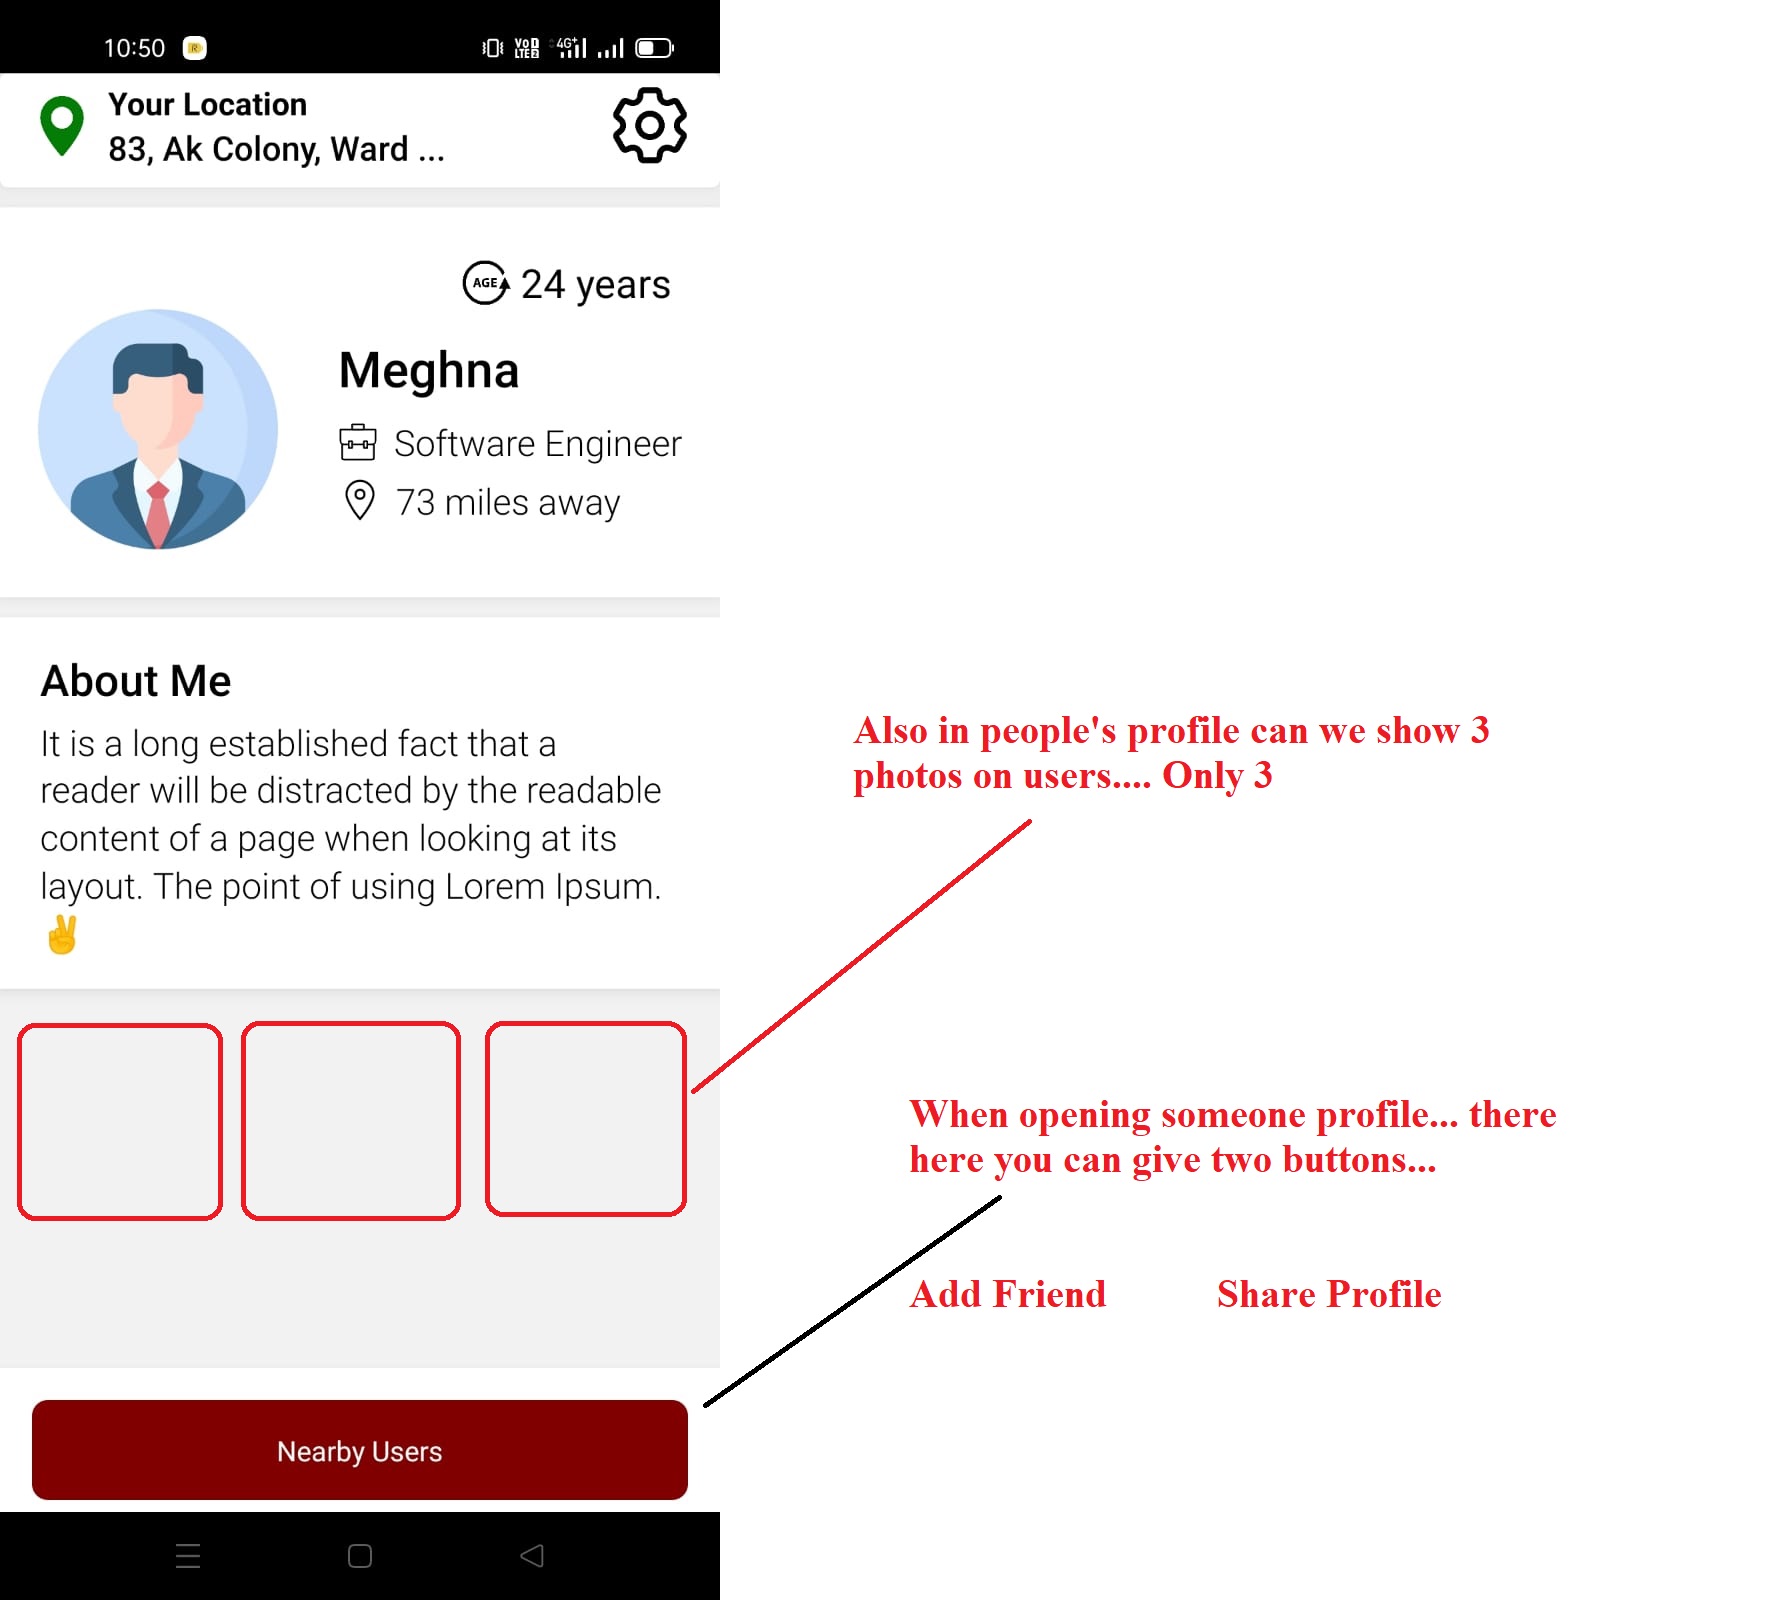 10:50
R
VoD
LTE2
4G+
Your Location
83, Ak Colony, Ward ...
AGE
24 years
Meghna
Software Engineer
73 miles away
About Me
It is a long established fact that a
reader will be distracted by the readable
content of a page when looking at its
layout. The point of using Lorem Ipsum.
✌
Also in people's profile can we show 3
photos on users.... Only 3
When opening someone profile... there
here you can give two buttons...
Add Friend Share Profile
Nearby Users